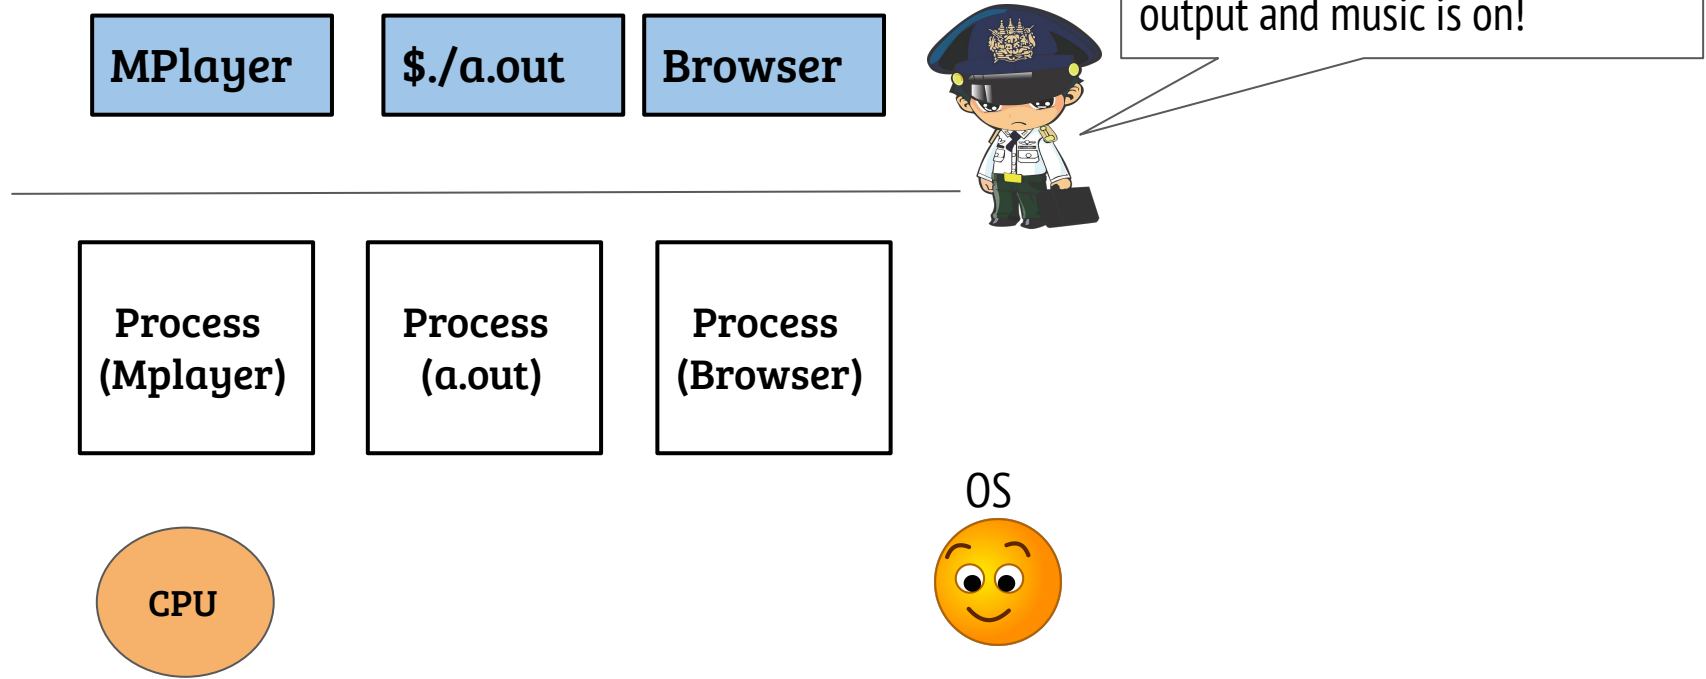 output and music is on!
MPlayer
$./a.out
Browser
Process
(Mplayer)
Process
(a.out)
Process
(Browser)
OS
CPU